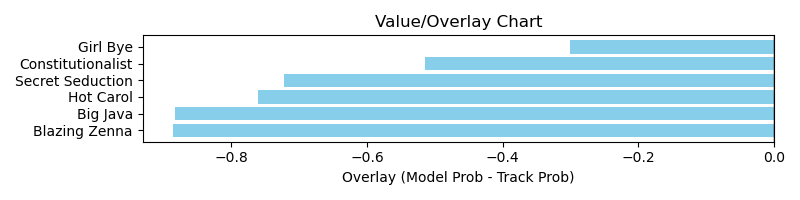 Value/Overlay Chart
Girl Bye
Constitutionalist
Secret Seduction
Hot Carol
Big Java
Blazing Zenna
−0.8 −0.6 −0.4 −0.2 0.0
Overlay (Model Prob - Track Prob)